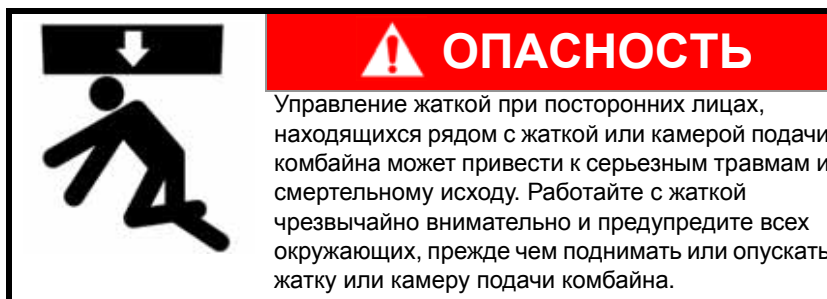 ОПАСНОСТЬ
Управление жаткой при посторонних лицах,
находящихся рядом с жаткой или камерой подачи
комбайна может привести к серьезным травмам и
смертельному исходу. Работайте с жаткой
чрезвычайно внимательно и предупредите всех
окружающих, прежде чем поднимать или опускать
жатку или камеру подачи комбайна.